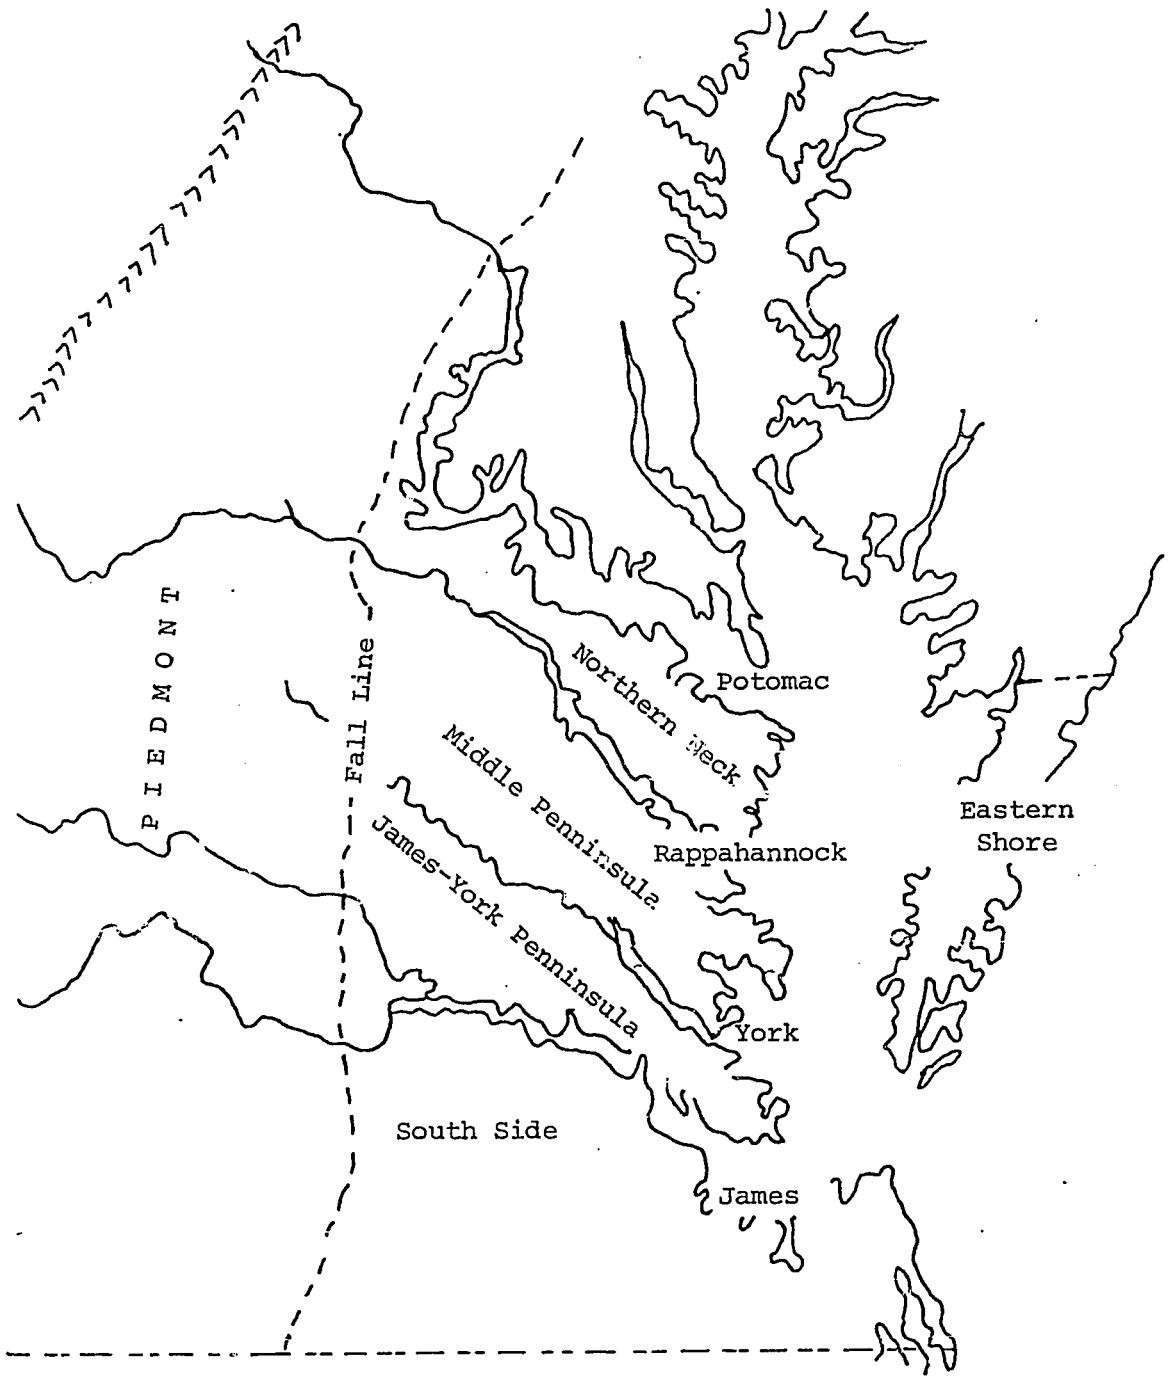 PIEDMONT
Fall Line
Northern Neck
Potomac
Middle Penninsula
Eastern
Shore
Rappahannock
James-York Penninsula
York
South Side
James